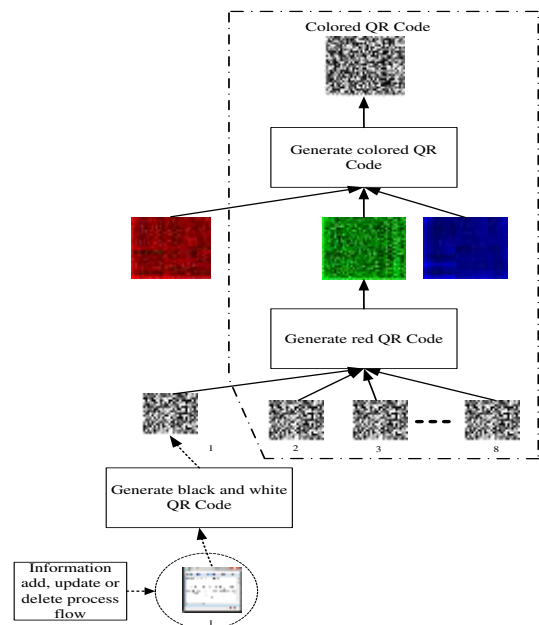 Colored QR Code
Generate colored QR
Code
Generate red QR Code
1
2
3
8
Generate black and white
QR Code
Information
add, update or
delete process
flow
1